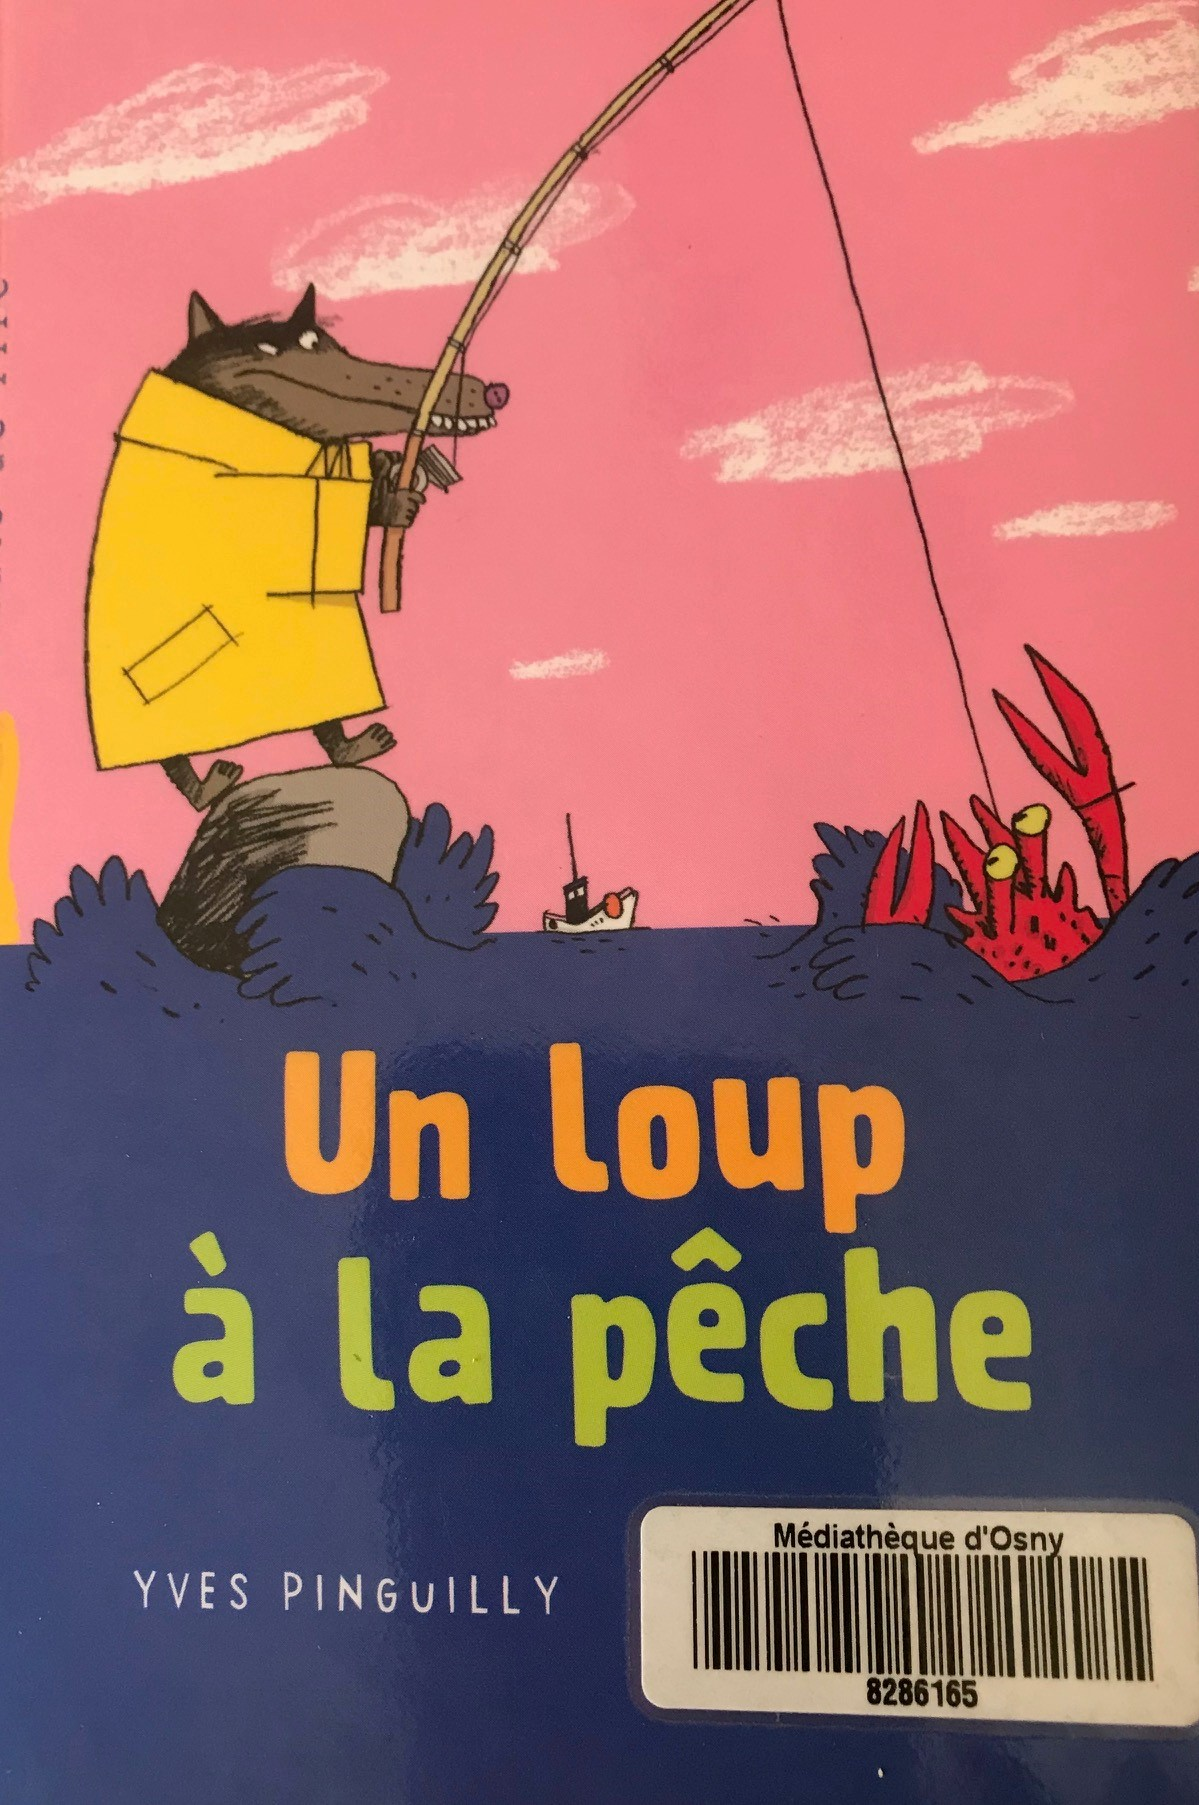 Un loup
à la pêche
YVES PINGUILLY
Médiathèque d'Osny
8286165